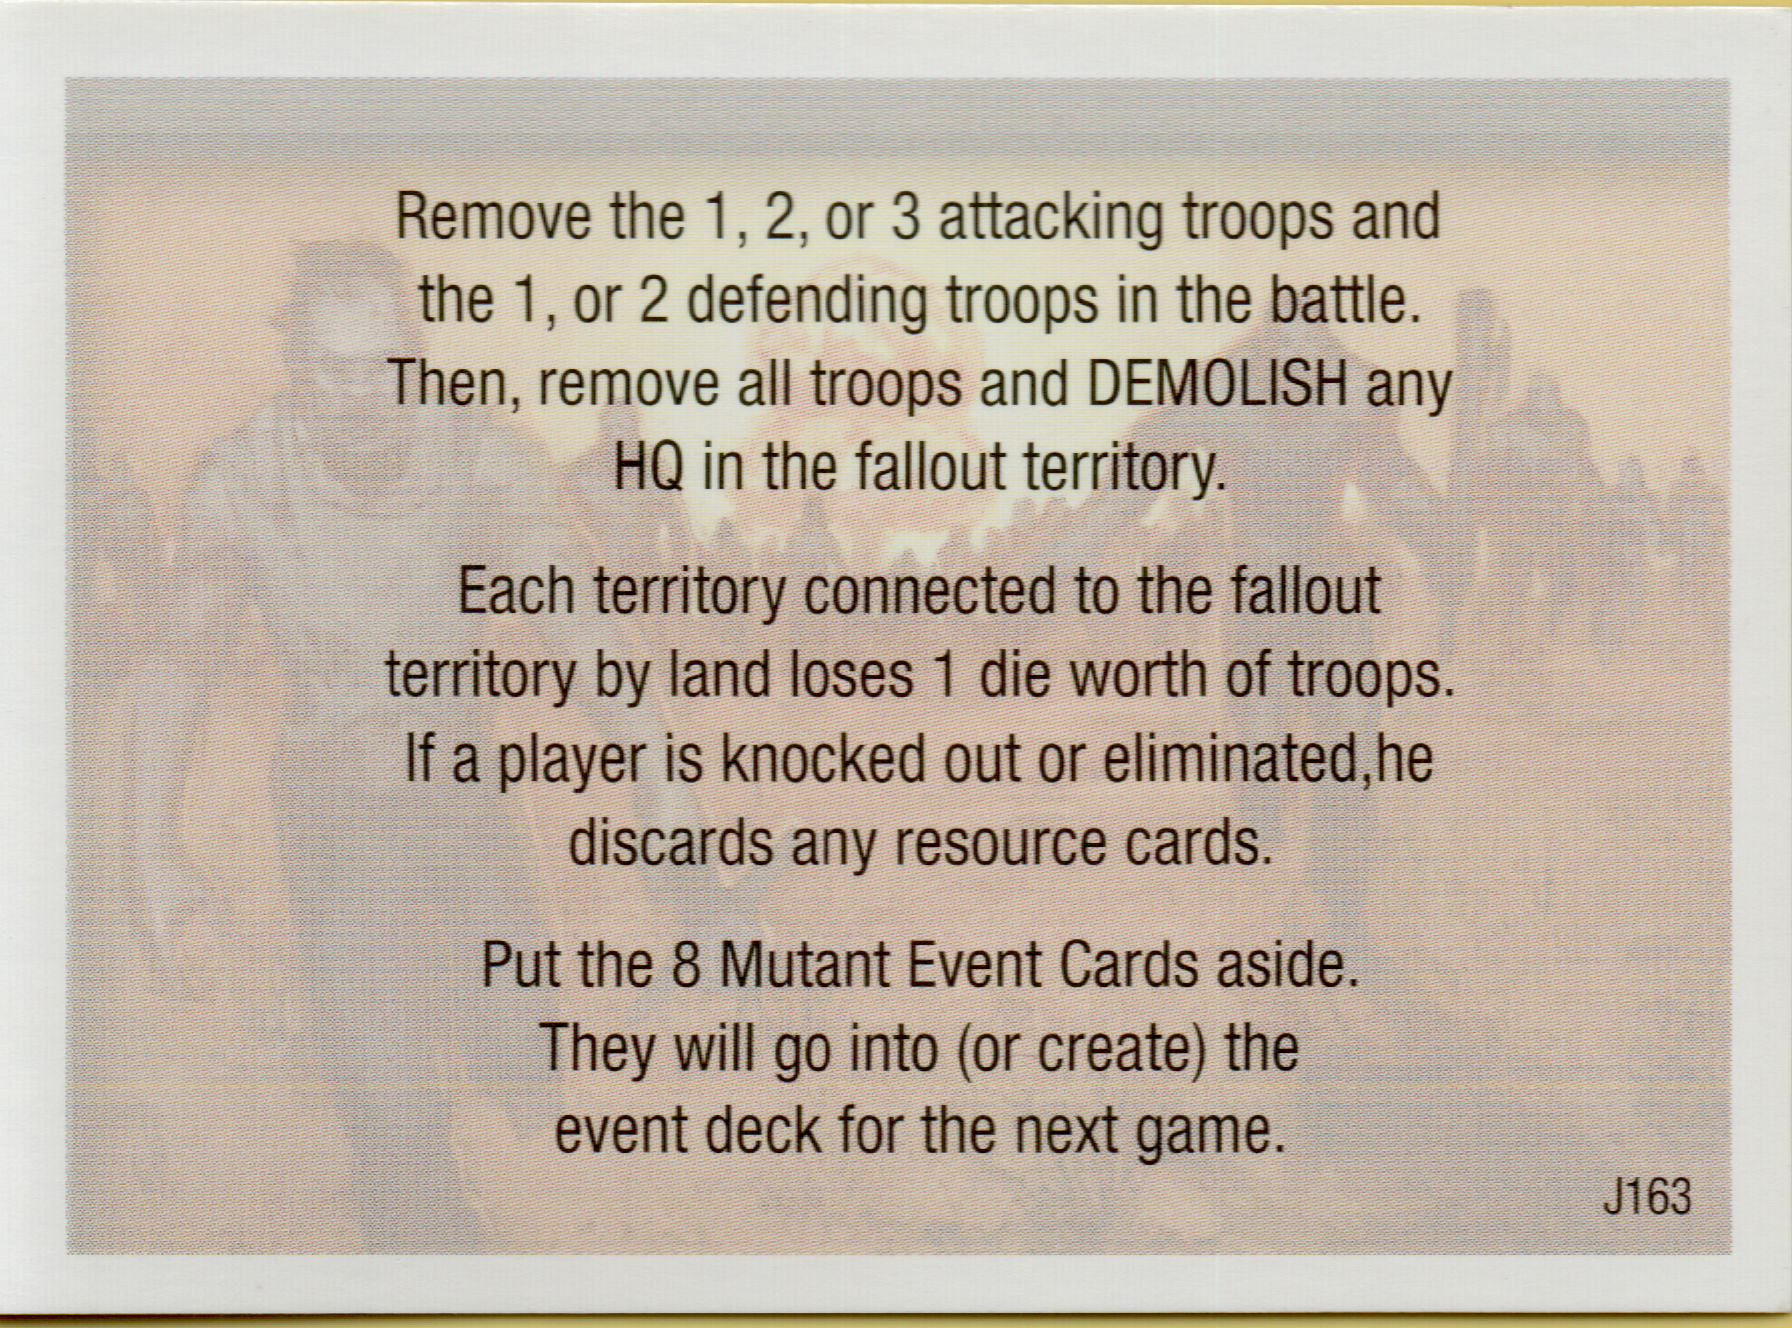 Remove the 1, 2, or 3 attacking troops and
the 1, or 2 defending troops in the battle.
Then, remove all troops and DEMOLISH any
HQ in the fallout territory.
Each territory connected to the fallout
territory by land loses 1 die worth of troops.
If a player is knocked out or eliminated,he
discards any resource cards.
Put the 8 Mutant Event Cards aside.
They will go into (or create) the
event deck for the next game.
J163